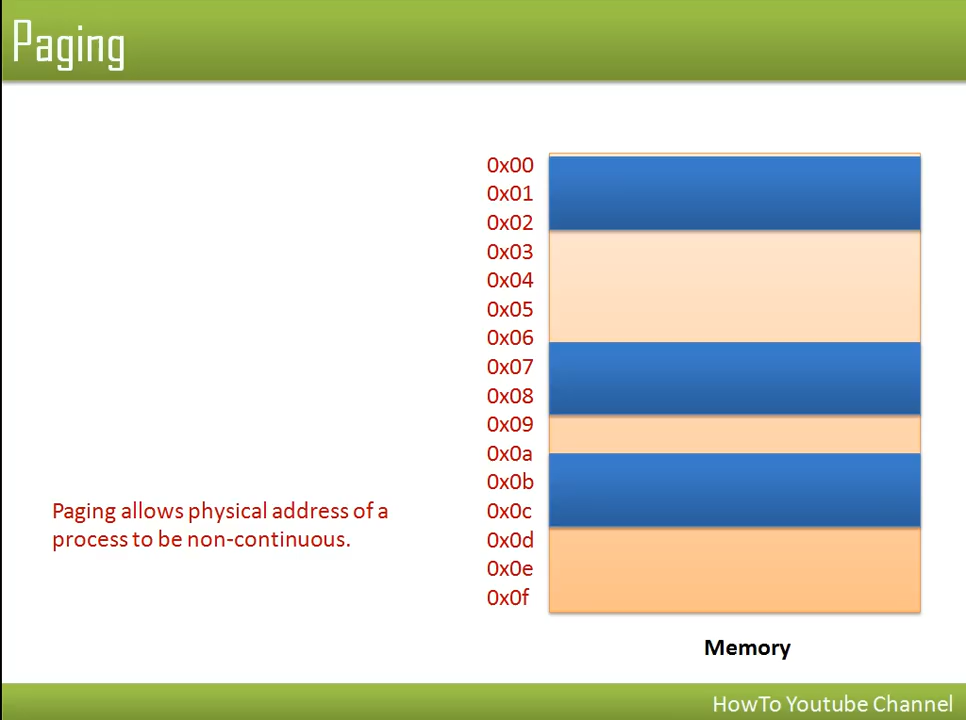 Paging
0x00
0x01
0x02
0x03
0x04
0x05
0x06
0x07
0x08
0x09
0x0a
0x0b
0x0c
0x0d
0x0e
0x0f
Paging allows physical address of a
process to be non-continuous.
Memory
HowTo Youtube Channel